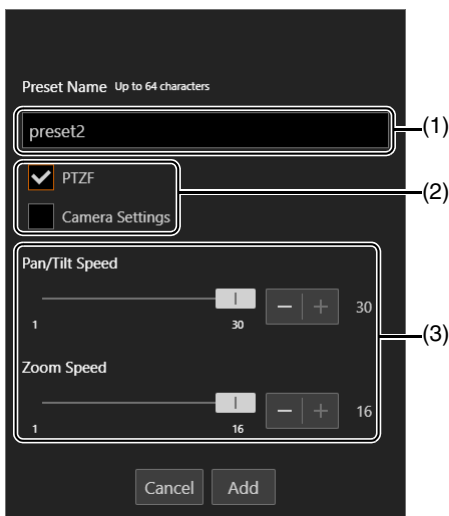 Preset Name Up to 64 characters
preset2
(1)
PTZF
(2)
Camera Settings
Pan/Tilt Speed
− + 30
1 30
(3)
Zoom Speed
− + 16
1 16
Cancel Add